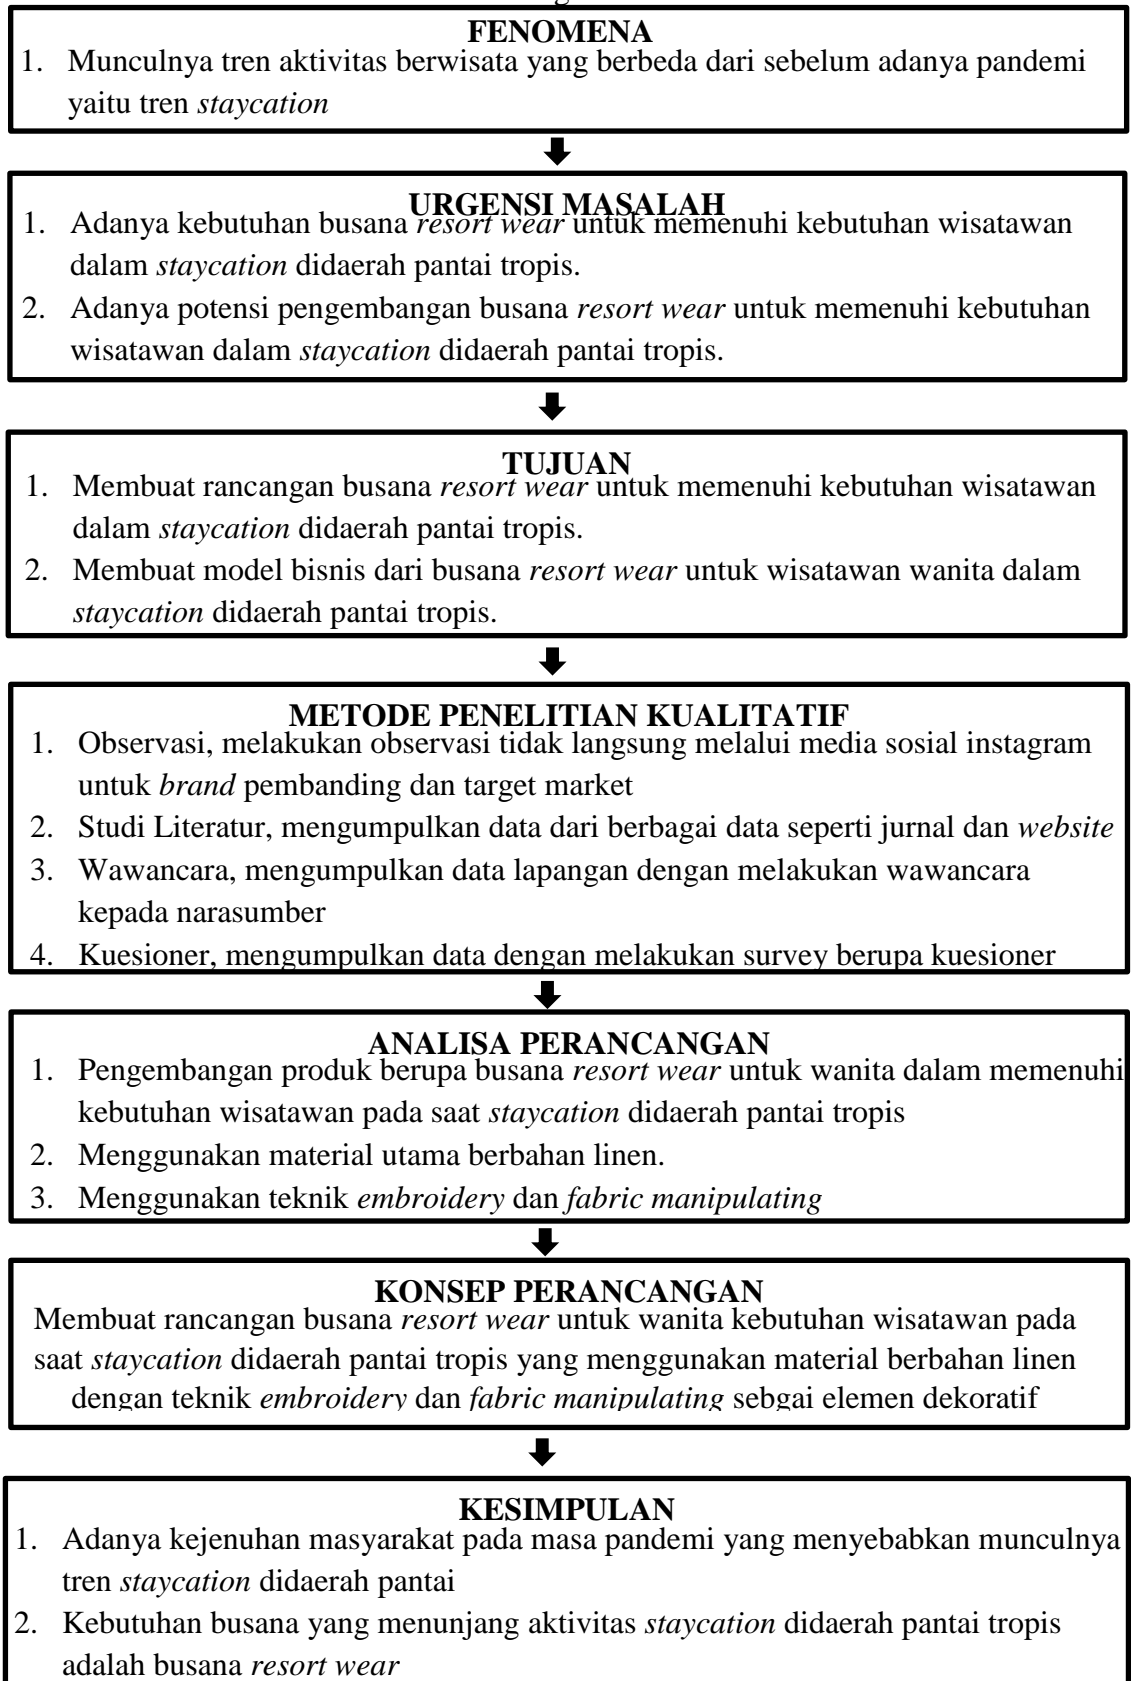 FENOMENA
1. Munculnya tren aktivitas berwisata yang berbeda dari sebelum adanya pandemi
yaitu tren staycation
URGENSI MASALAH
1. Adanya kebutuhan busana resort wear untuk memenuhi kebutuhan wisatawan
dalam staycation didaerah pantai tropis.
2. Adanya potensi pengembangan busana resort wear untuk memenuhi kebutuhan
wisatawan dalam staycation didaerah pantai tropis.
TUJUAN
1. Membuat rancangan busana resort wear untuk memenuhi kebutuhan wisatawan
dalam staycation didaerah pantai tropis.
2. Membuat model bisnis dari busana resort wear untuk wisatawan wanita dalam
staycation didaerah pantai tropis.
METODE PENELITIAN KUALITATIF
1. Observasi, melakukan observasi tidak langsung melalui media sosial instagram
untuk brand pembanding dan target market
2. Studi Literatur, mengumpulkan data dari berbagai data seperti jurnal dan website
3. Wawancara, mengumpulkan data lapangan dengan melakukan wawancara
kepada narasumber
4. Kuesioner, mengumpulkan data dengan melakukan survey berupa kuesioner
ANALISA PERANCANGAN
1. Pengembangan produk berupa busana resort wear untuk wanita dalam memenuhi
kebutuhan wisatawan pada saat staycation didaerah pantai tropis
2. Menggunakan material utama berbahan linen.
3. Menggunakan teknik embroidery dan fabric manipulating
KONSEP PERANCANGAN
Membuat rancangan busana resort wear untuk wanita kebutuhan wisatawan pada
saat staycation didaerah pantai tropis yang menggunakan material berbahan linen
dengan teknik embroidery dan fabric manipulating sebgai elemen dekoratif
KESIMPULAN
1. Adanya kejenuhan masyarakat pada masa pandemi yang menyebabkan munculnya
tren staycation didaerah pantai
2. Kebutuhan busana yang menunjang aktivitas staycation didaerah pantai tropis
adalah busana resort wear